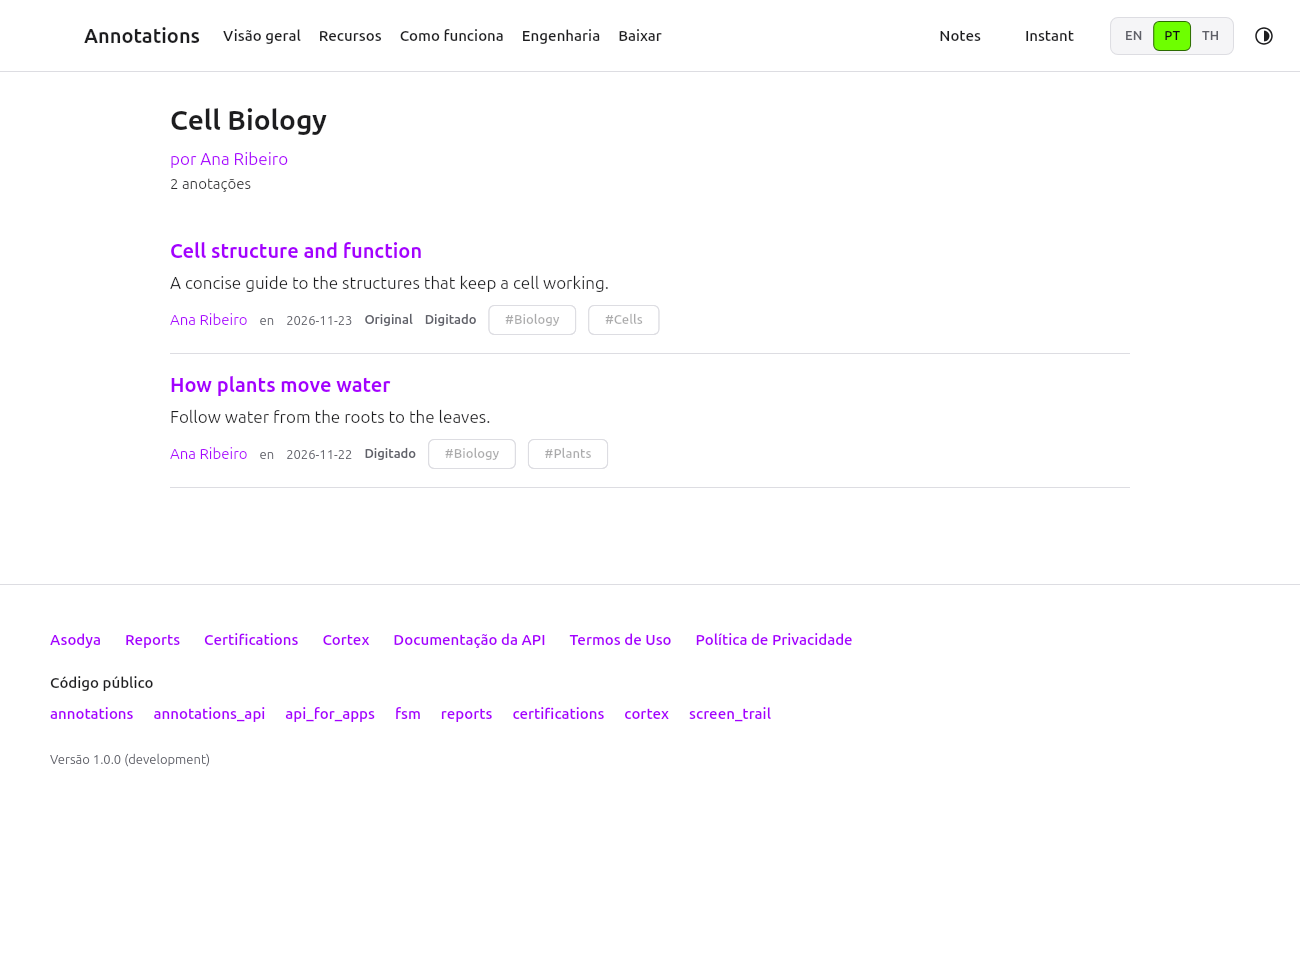 Annotations Visão geral Recursos Como funciona Engenharia Baixar Notes Instant EN PT TH
Cell Biology
por Ana Ribeiro
2 anotações
Cell structure and function
A concise guide to the structures that keep a cell working.
Ana Ribeiro en 2026-11-23 Original Digitado #Biology #Cells
How plants move water
Follow water from the roots to the leaves.
Ana Ribeiro en 2026-11-22 Digitado #Biology #Plants
Asodya Reports Certifications Cortex Documentação da API Termos de Uso Política de Privacidade
Código público
annotations annotations_api api_for_apps fsm reports certifications cortex screen_trail
Versão 1.0.0 (development)